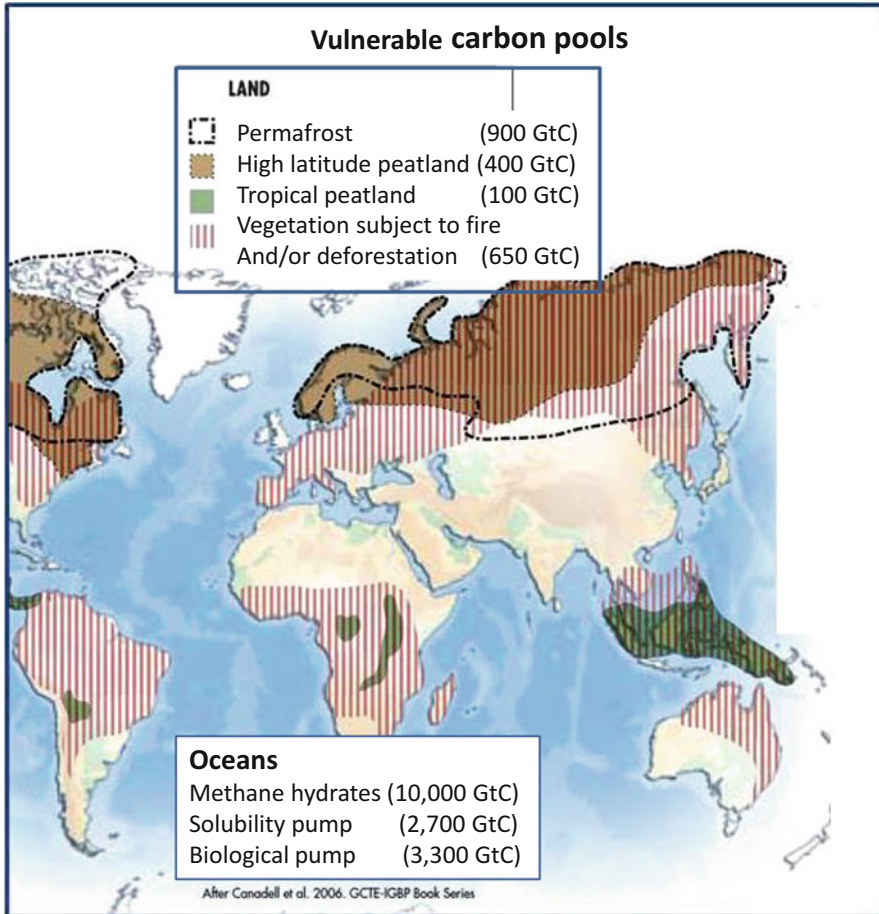 Vulnerable carbon pools
LAND
Permafrost (900 GtC)
High latitude peatland (400 GtC)
Tropical peatland (100 GtC)
Vegetation subject to fire
And/or deforestation (650 GtC)
Oceans
Methane hydrates (10,000 GtC)
Solubility pump (2,700 GtC)
Biological pump (3,300 GtC)
After Canadell et al. 2006. GCTE-IGBP Book Series